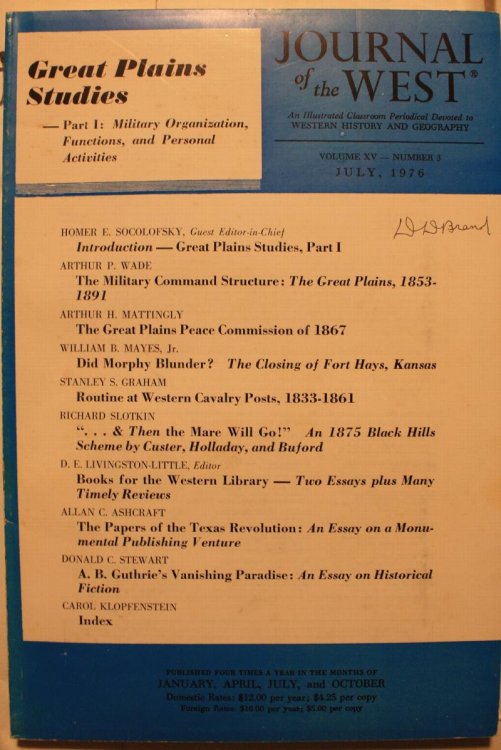 Great Plains
Studies
— Part I: Military Organization,
Functions, and Personal
Activities
JOURNAL
of the WEST®
An Illustrated Classroom Periodical Devoted to
WESTERN HISTORY AND GEOGRAPHY
VOLUME XV — NUMBER 3
JULY, 1976
D D Brand
HOMER E. SOCOLOFSKY, Guest Editor-in-Chief
Introduction — Great Plains Studies, Part I
ARTHUR P. WADE
The Military Command Structure: The Great Plains, 1853-
1891
ARTHUR H. MATTINGLY
The Great Plains Peace Commission of 1867
WILLIAM B. MAYES, Jr.
Did Morphy Blunder? The Closing of Fort Hays, Kansas
STANLEY S. GRAHAM
Routine at Western Cavalry Posts, 1833-1861
RICHARD SLOTKIN
“. . . & Then the Mare Will Go!” An 1875 Black Hills
Scheme by Custer, Holladay, and Buford
D. E. LIVINGSTON-LITTLE, Editor
Books for the Western Library — Two Essays plus Many
Timely Reviews
ALLAN C. ASHCRAFT
The Papers of the Texas Revolution: An Essay on a Monu-
mental Publishing Venture
DONALD C. STEWART
A. B. Guthrie's Vanishing Paradise: An Essay on Historical
Fiction
CAROL KLOPFENSTEIN
Index
PUBLISHED FOUR TIMES A YEAR IN THE MONTHS OF
JANUARY, APRIL, JULY, and OCTOBER
Domestic Rates: $12.00 per year; $4.25 per copy
Foreign Rates: $16.00 per year; $5.00 per copy